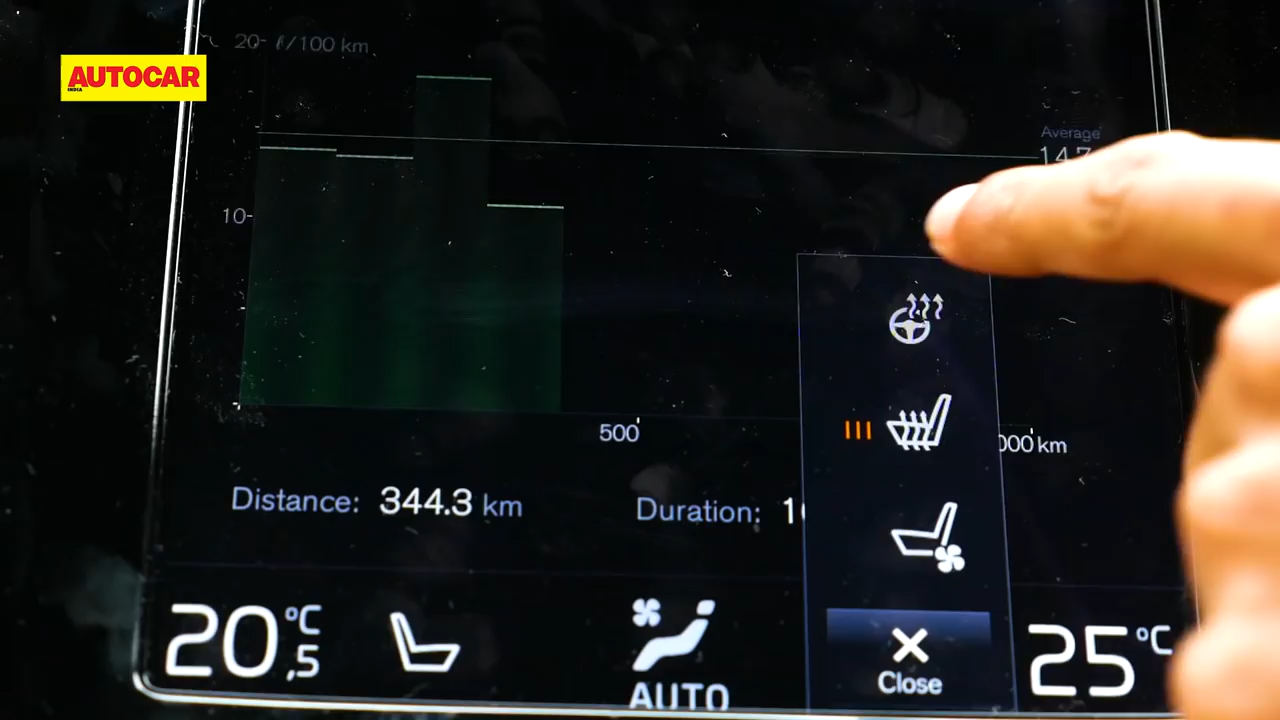 AUTOCAR
INDIA
20- ℓ/100 km
Average
14.7
10-
500
000 km
Distance: 344.3 km
Duration:
20,5 °C
AUTO
Close
25 °C